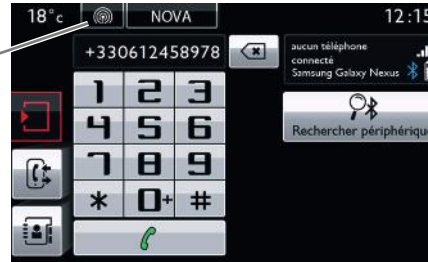 18°c NOVA 12:15
+330612458978
aucun téléphone
connecté
Samsung Galaxy Nexus
Rechercher périphérique
1 2 3
4 5 6
7 8 9
* 0+ #